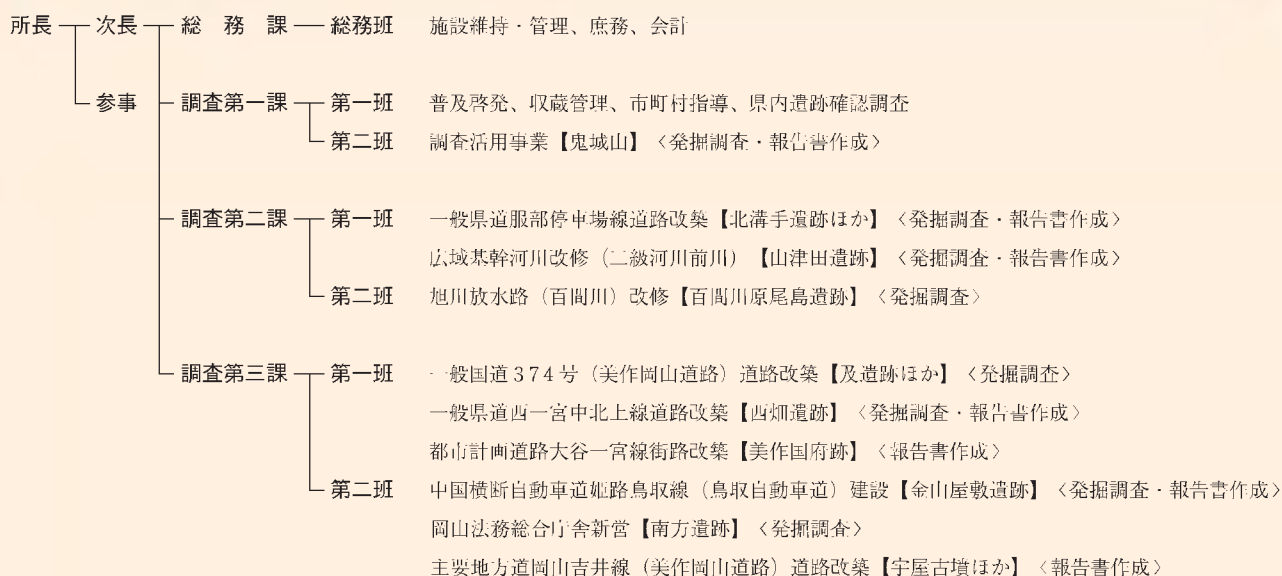 所長 次長 総務課 総務班 施設維持・管理、庶務、会計
参事 調査第一課 第一班 普及啓発、収蔵管理、市町村指導、県内遺跡確認調査
第二班 調査活用事業【鬼城山】〈発掘調査・報告書作成〉
調査第二課 第一班 一般県道服部停車場線道路改築【北溝手遺跡ほか】〈発掘調査・報告書作成〉
広域基幹河川改修（二級河川前川）【山津田遺跡】〈発掘調査・報告書作成〉
第二班 旭川放水路（百間川）改修【百間川原尾島遺跡】〈発掘調査〉
調査第三課 第一班 一般国道374号（美作岡山道路）道路改築【及遺跡ほか】〈発掘調査〉
一般県道西一宮中北上線道路改築【西畑遺跡】〈発掘調査・報告書作成〉
都市計画道路大谷一宮線街路改築【美作国府跡】〈報告書作成〉
第二班 中国横断自動車道姫路鳥取線（鳥取自動車道）建設【金山屋敷遺跡】〈発掘調査・報告書作成〉
岡山法務総合庁舎新営【南方遺跡】〈発掘調査〉
主要地方道岡山吉井線（美作岡山道路）道路改築【宇屋古墳ほか】〈報告書作成〉